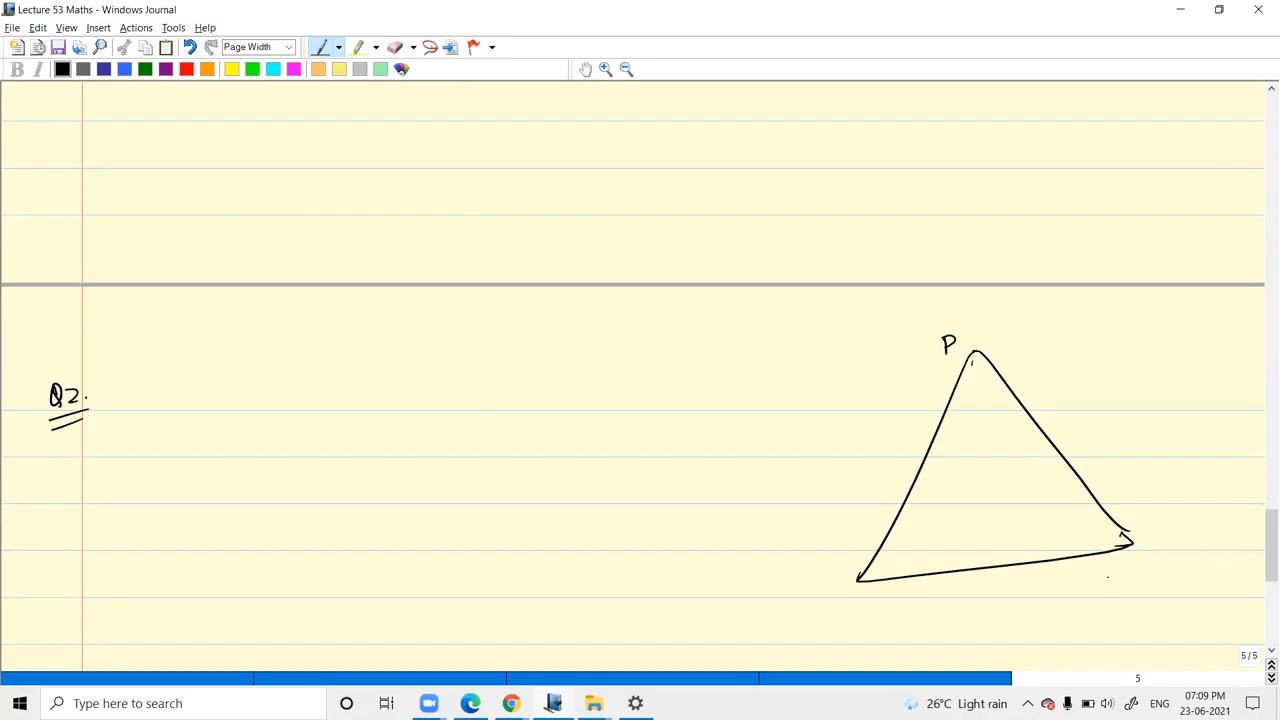 Lecture 53 Maths - Windows Journal
File Edit View Insert Actions Tools Help
Page Width
B I
P
Q2.
5/5
5
Type here to search
26°C Light rain
ENG
07:09 PM
23-06-2021